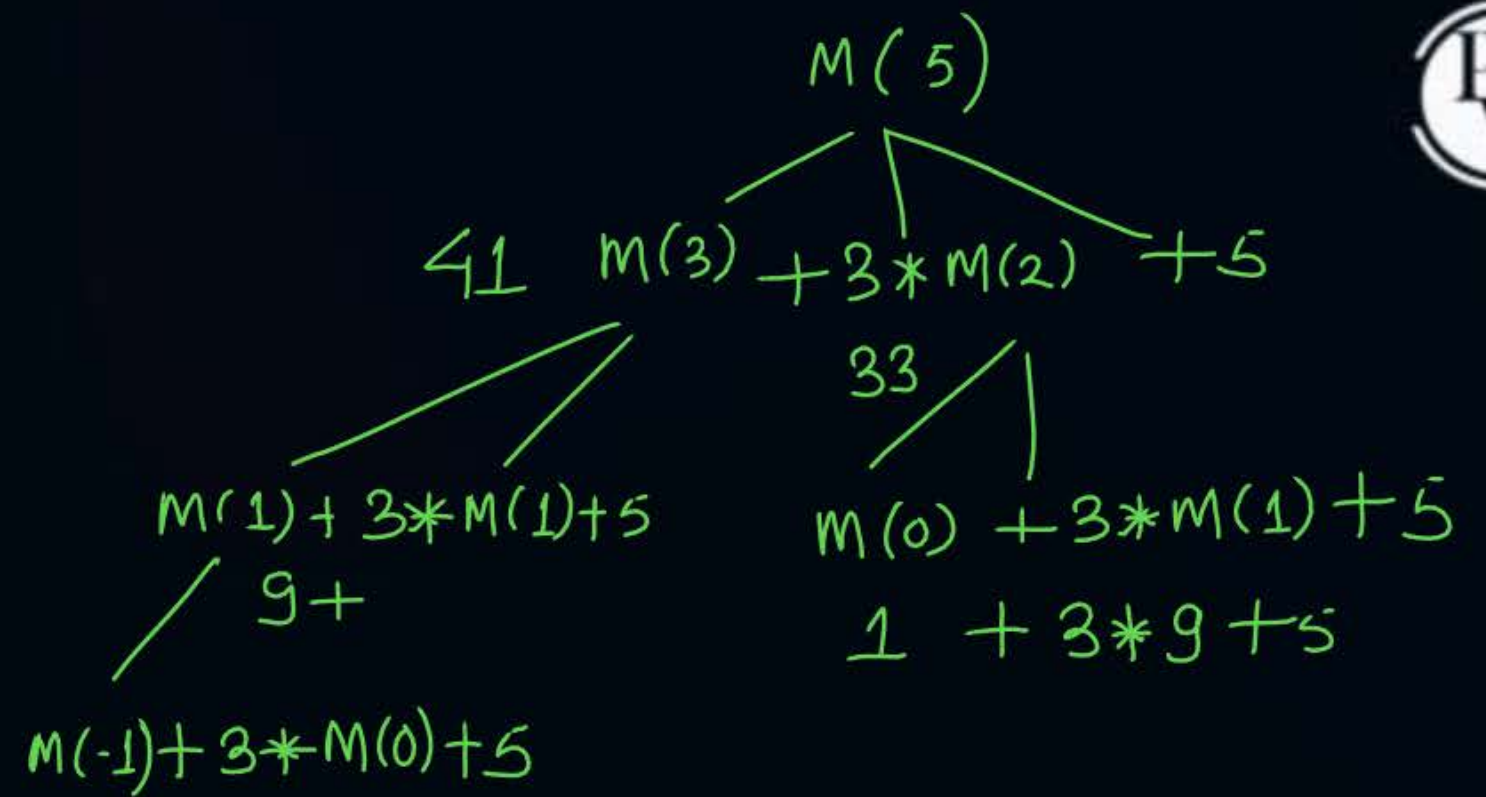 M(5)
41 M(3) +3*M(2) +5
33
M(1)+ 3*M(1)+5 M(0) +3*M(1)+5
9+ 1 +3*9+5
M(-1)+3*M(0)+5